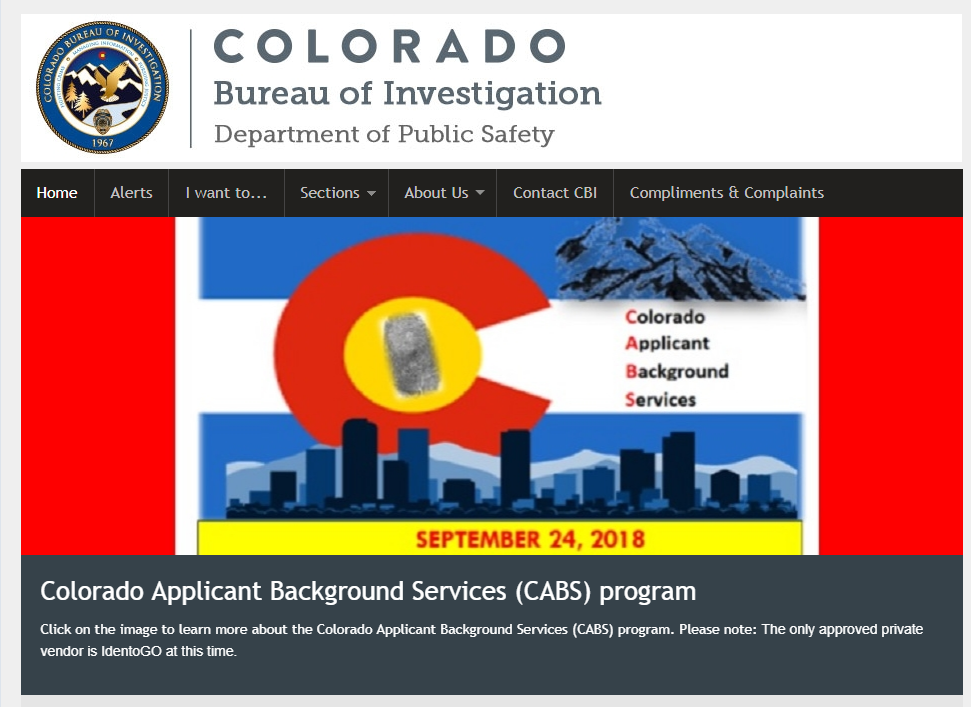 COLORADO BUREAU OF INVESTIGATION
MANAGING INFORMATION
1967
COLORADO
Bureau of Investigation
Department of Public Safety
Home Alerts I want to... Sections About Us Contact CBI Compliments & Complaints
Colorado
Applicant
Background
Services
SEPTEMBER 24, 2018
Colorado Applicant Background Services (CABS) program
Click on the image to learn more about the Colorado Applicant Background Services (CABS) program. Please note: The only approved private
vendor is IdentoGO at this time.